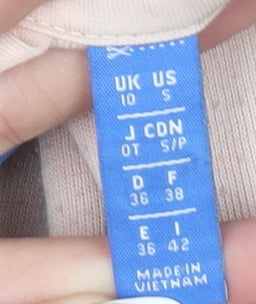 UK US
10 S
J CDN
OT S/P
D F
36 38
E I
36 42
MADE IN
VIETNAM